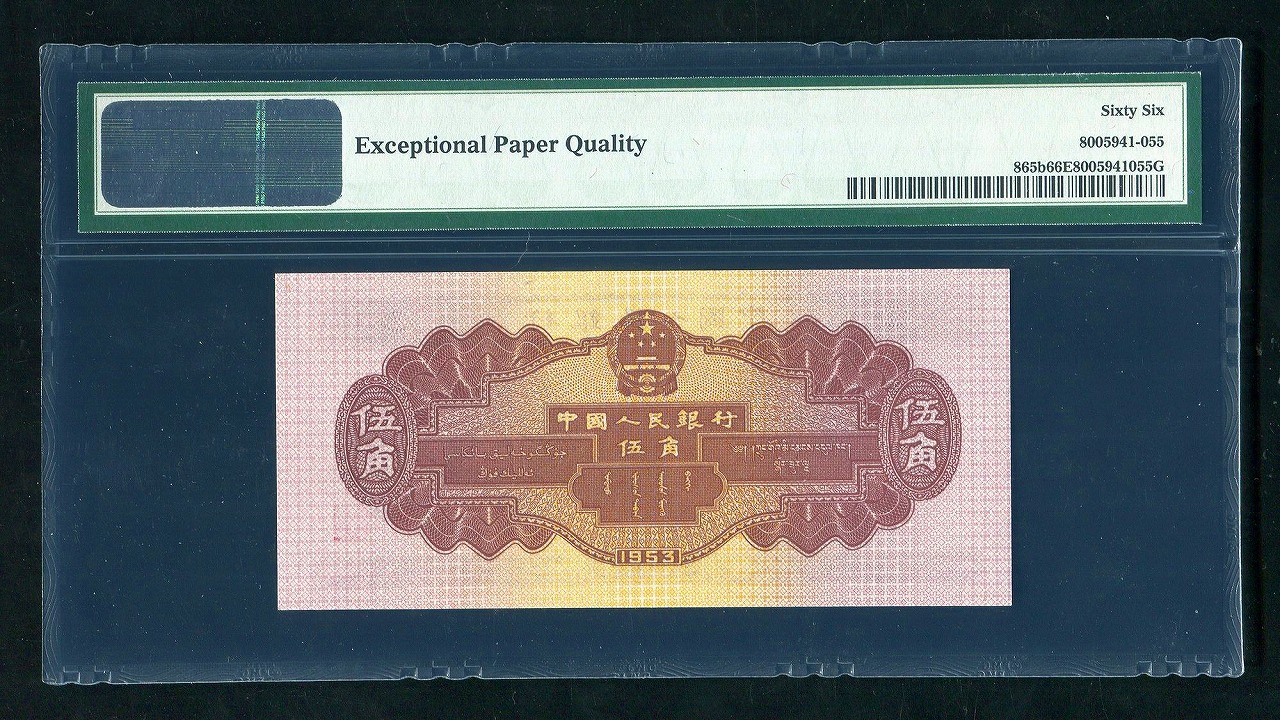 Sixty Six
Exceptional Paper Quality
8005941-055
865b66E8005941055G
中國人民銀行
伍角
伍角
伍角
1953